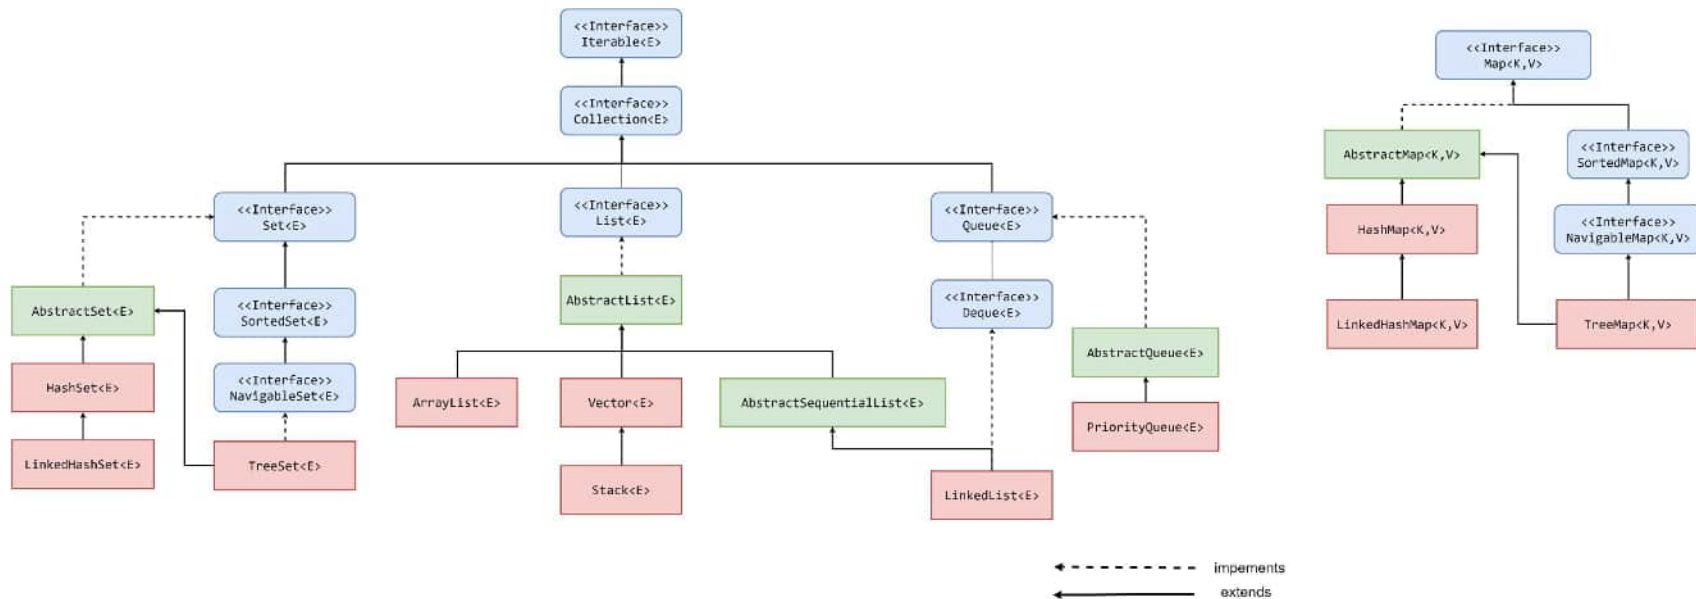 <<Interface>>
Iterable<E>
<<Interface>>
Collection<E>
<<Interface>>
Set<E>
<<Interface>>
List<E>
<<Interface>>
Queue<E>
AbstractSet<E>
<<Interface>>
SortedSet<E>
AbstractList<E>
<<Interface>>
Deque<E>
AbstractQueue<E>
HashSet<E>
<<Interface>>
NavigableSet<E>
ArrayList<E>
Vector<E>
AbstractSequentialList<E>
PriorityQueue<E>
LinkedHashSet<E>
TreeSet<E>
Stack<E>
LinkedList<E>
<<Interface>>
Map<K,V>
AbstractMap<K,V>
<<Interface>>
SortedMap<K,V>
HashMap<K,V>
<<Interface>>
NavigableMap<K,V>
LinkedHashMap<K,V>
TreeMap<K,V>
impements
extends